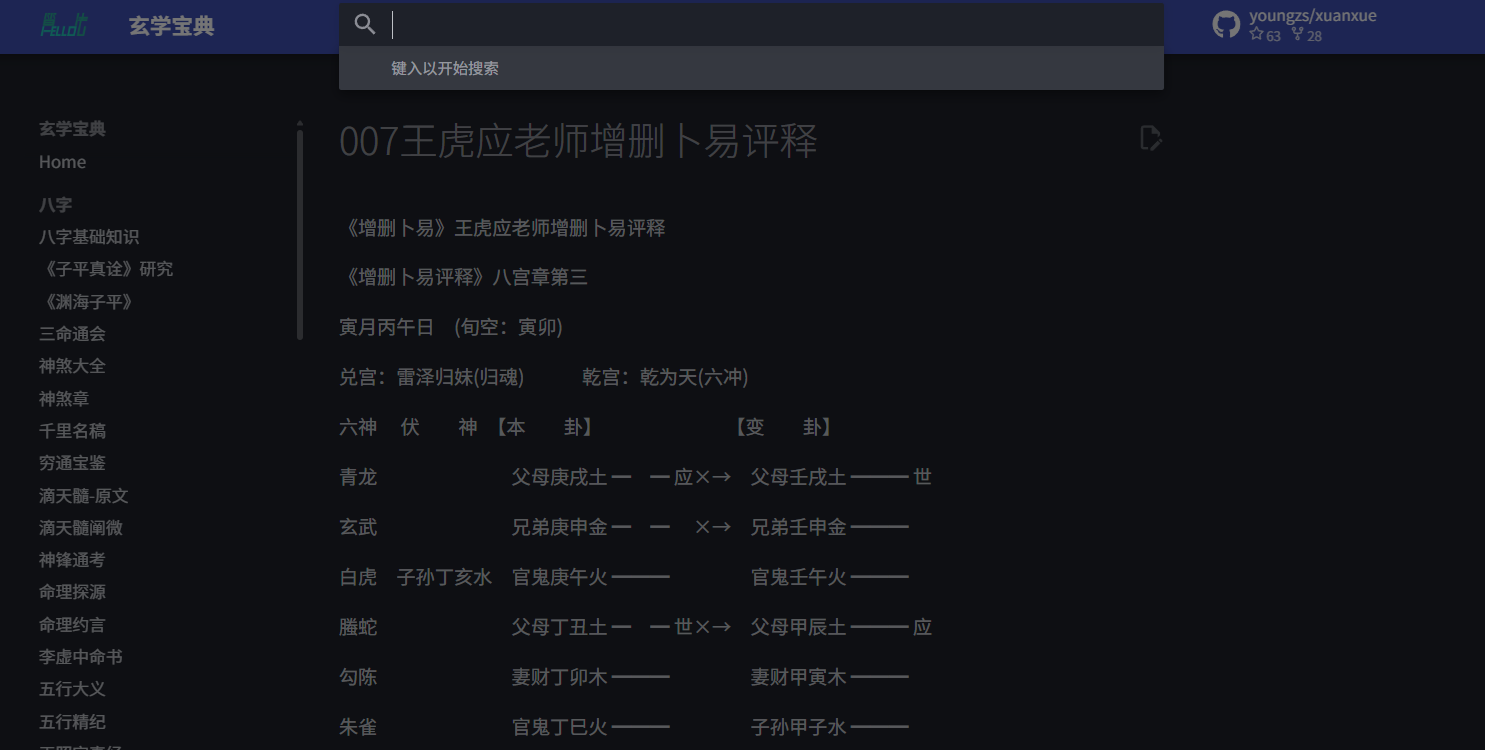 HELLO街
玄学宝典
youngzs/xuanxue
63 28
键入以开始搜索
玄学宝典
Home
八字
八字基础知识
《子平真诠》研究
《渊海子平》
三命通会
神煞大全
神煞章
千里名稿
穷通宝鉴
滴天髓-原文
滴天髓阐微
神锋通考
命理探源
命理约言
李虚中命书
五行大义
五行精纪
007王虎应老师增删卜易评释
《增删卜易》王虎应老师增删卜易评释
《增删卜易评释》八宫章第三
寅月丙午日 (旬空：寅卯)
兑宫：雷泽归妹(归魂) 乾宫：乾为天(六冲)
六神 伏 神 【本 卦】 【变 卦】
青龙 父母庚戌土━ ━应×→ 父母壬戌土━━━世
玄武 兄弟庚申金━ ━ ×→ 兄弟壬申金━━━
白虎 子孙丁亥水 官鬼庚午火━━━ 官鬼壬午火━━━
螣蛇 父母丁丑土━ ━世×→ 父母甲辰土━━━应
勾陈 妻财丁卯木━━━ 妻财甲寅木━━━
朱雀 官鬼丁巳火━━━ 子孙甲子水━━━